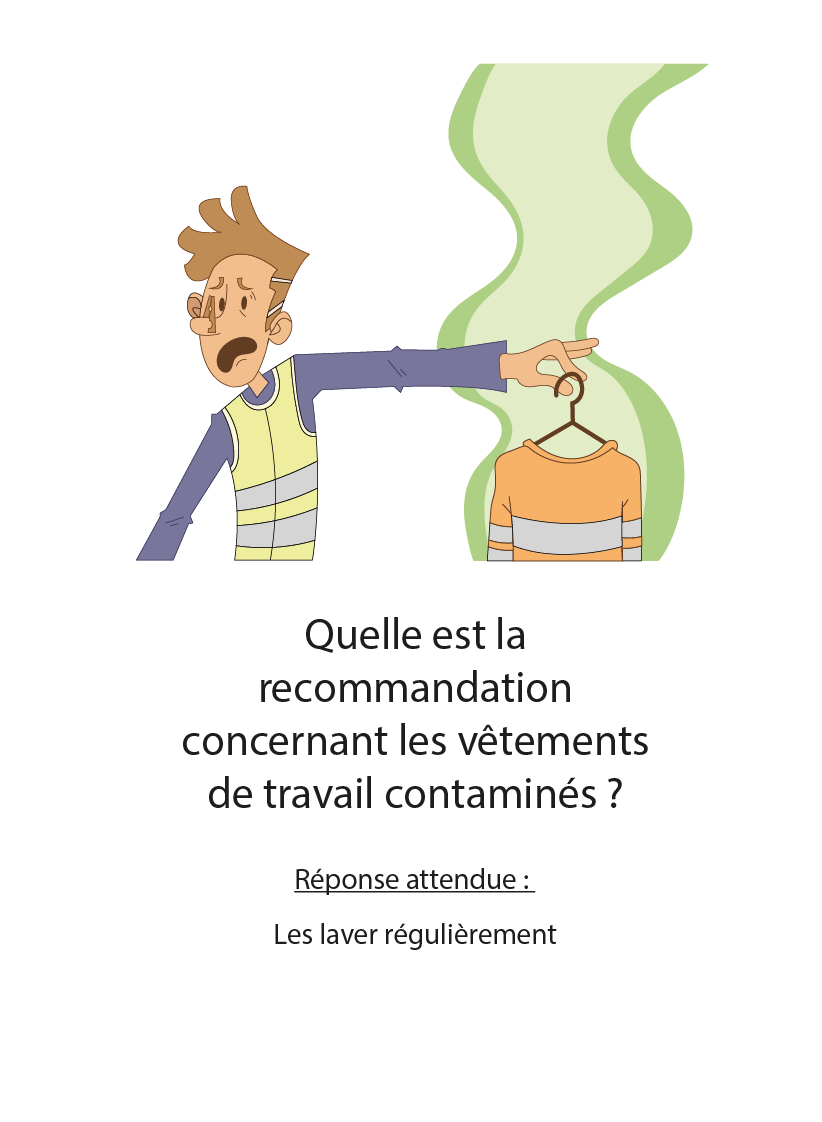 Quelle est la
recommandation
concernant les vêtements
de travail contaminés ?
Réponse attendue :
Les laver régulièrement